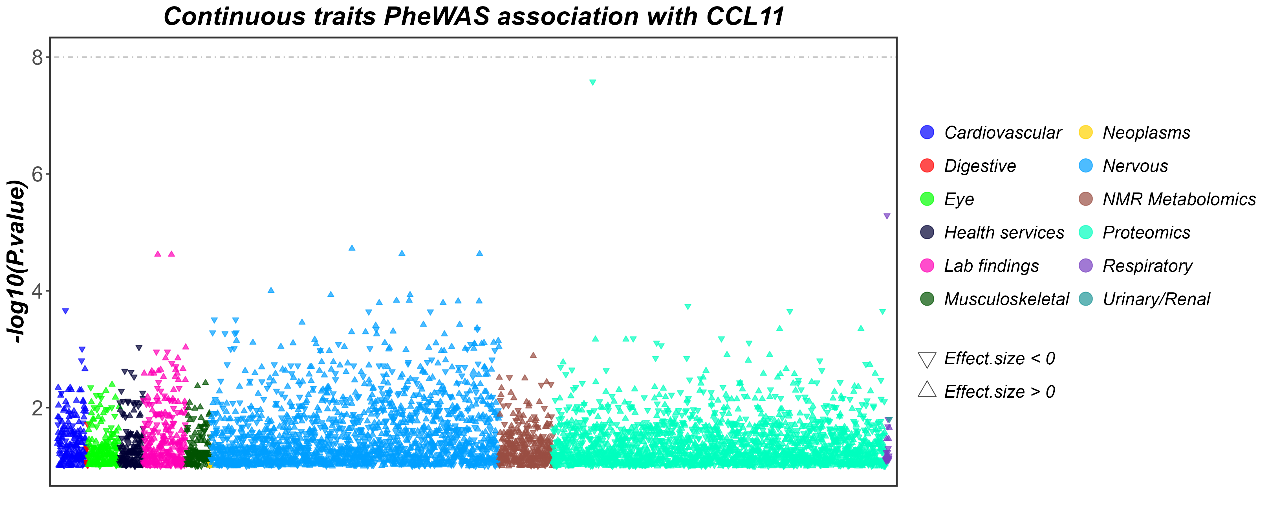 Continuous traits PheWAS association with CCL11
-log10(P.value)
8
6
4
2
Cardiovascular
Digestive
Eye
Health services
Lab findings
Musculoskeletal
Neoplasms
Nervous
NMR Metabolomics
Proteomics
Respiratory
Urinary/Renal
Effect.size < 0
Effect.size > 0